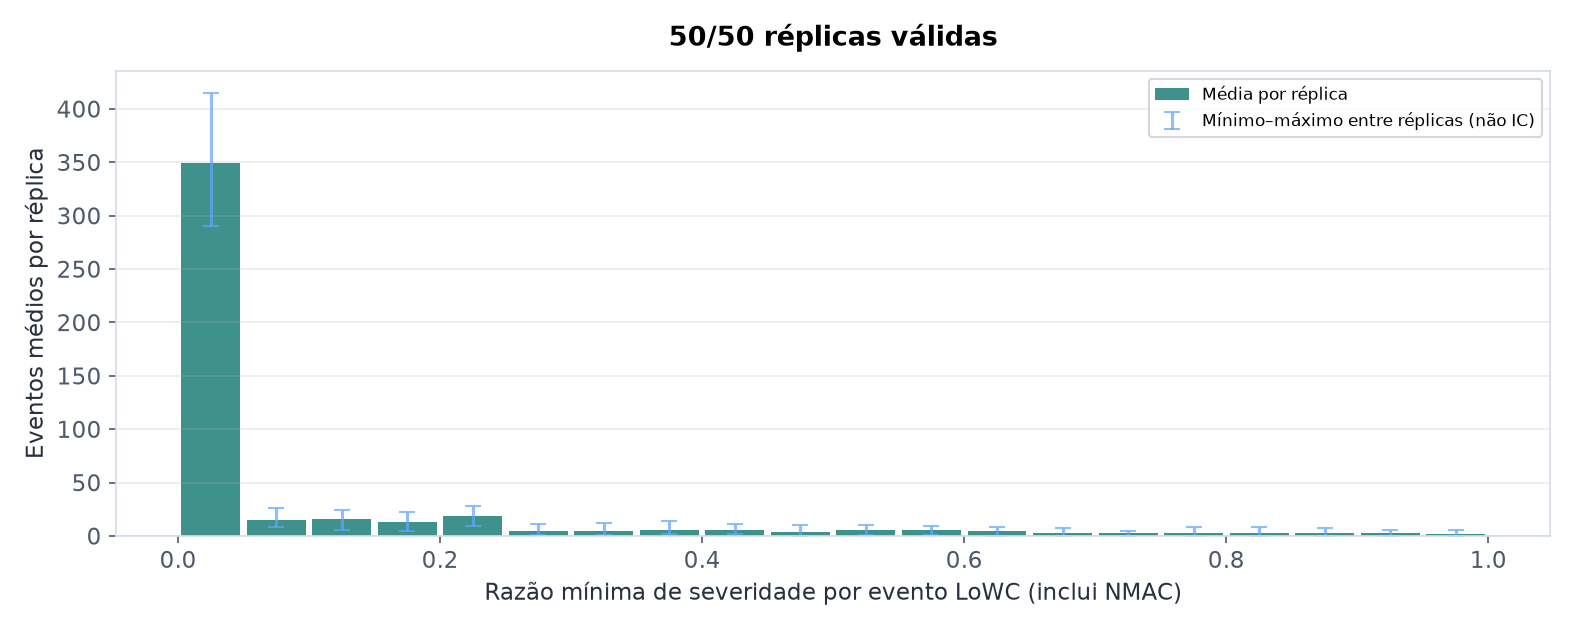 50/50 réplicas válidas
Média por réplica
Mínimo–máximo entre réplicas (não IC)
Eventos médios por réplica
400
350
300
250
200
150
100
50
0
0.0 0.2 0.4 0.6 0.8 1.0
Razão mínima de severidade por evento LoWC (inclui NMAC)